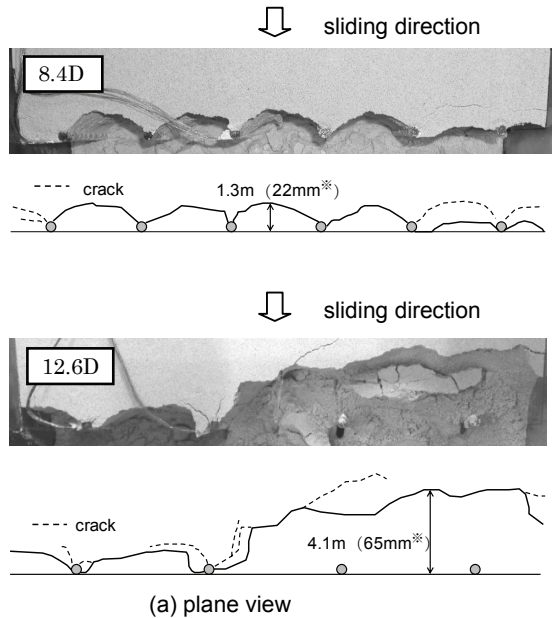 sliding direction
8.4D
crack
1.3m (22mm※)
sliding direction
12.6D
crack
4.1m (65mm※)
(a) plane view